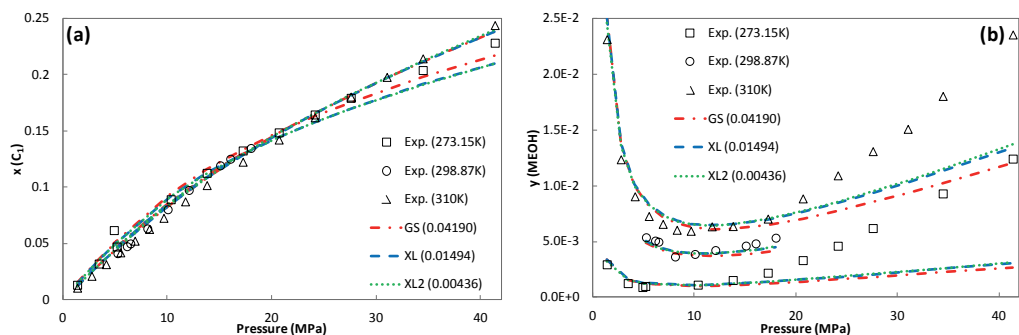 (a)
0.25
0.2
0.15
0.1
0.05
0
x (C₁)
0
10
20
30
40
Pressure (MPa)
Exp. (273.15K)
Exp. (298.87K)
Exp. (310K)
GS (0.04190)
XL (0.01494)
XL2 (0.00436)
(b)
2.5E-2
2.0E-2
1.5E-2
1.0E-2
5.0E-3
0.0E+0
y (MEOH)
0
10
20
30
40
Pressure (MPa)
Exp. (273.15K)
Exp. (298.87K)
Exp. (310K)
GS (0.04190)
XL (0.01494)
XL2 (0.00436)